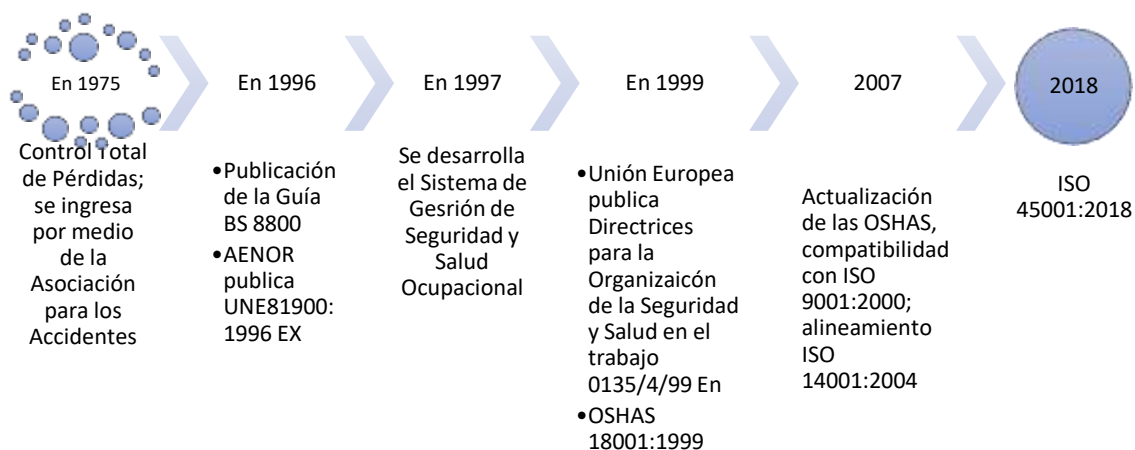 En 1975
Control Total
de Pérdidas;
se ingresa
por medio
de la
Asociación
para los
Accidentes
En 1996
•Publicación
de la Guía
BS 8800
•AENOR
publica
UNE81900:
1996 EX
En 1997
Se desarrolla
el Sistema de
Gesrión de
Seguridad y
Salud
Ocupacional
En 1999
•Unión Europea
publica
Directrices
para la
Organizaicón
de la Seguridad
y Salud en el
trabajo
0135/4/99 En
•OSHAS
18001:1999
2007
Actualización
de las OSHAS,
compatibilidad
con ISO
9001:2000;
alineamiento
ISO
14001:2004
2018
ISO
45001:2018